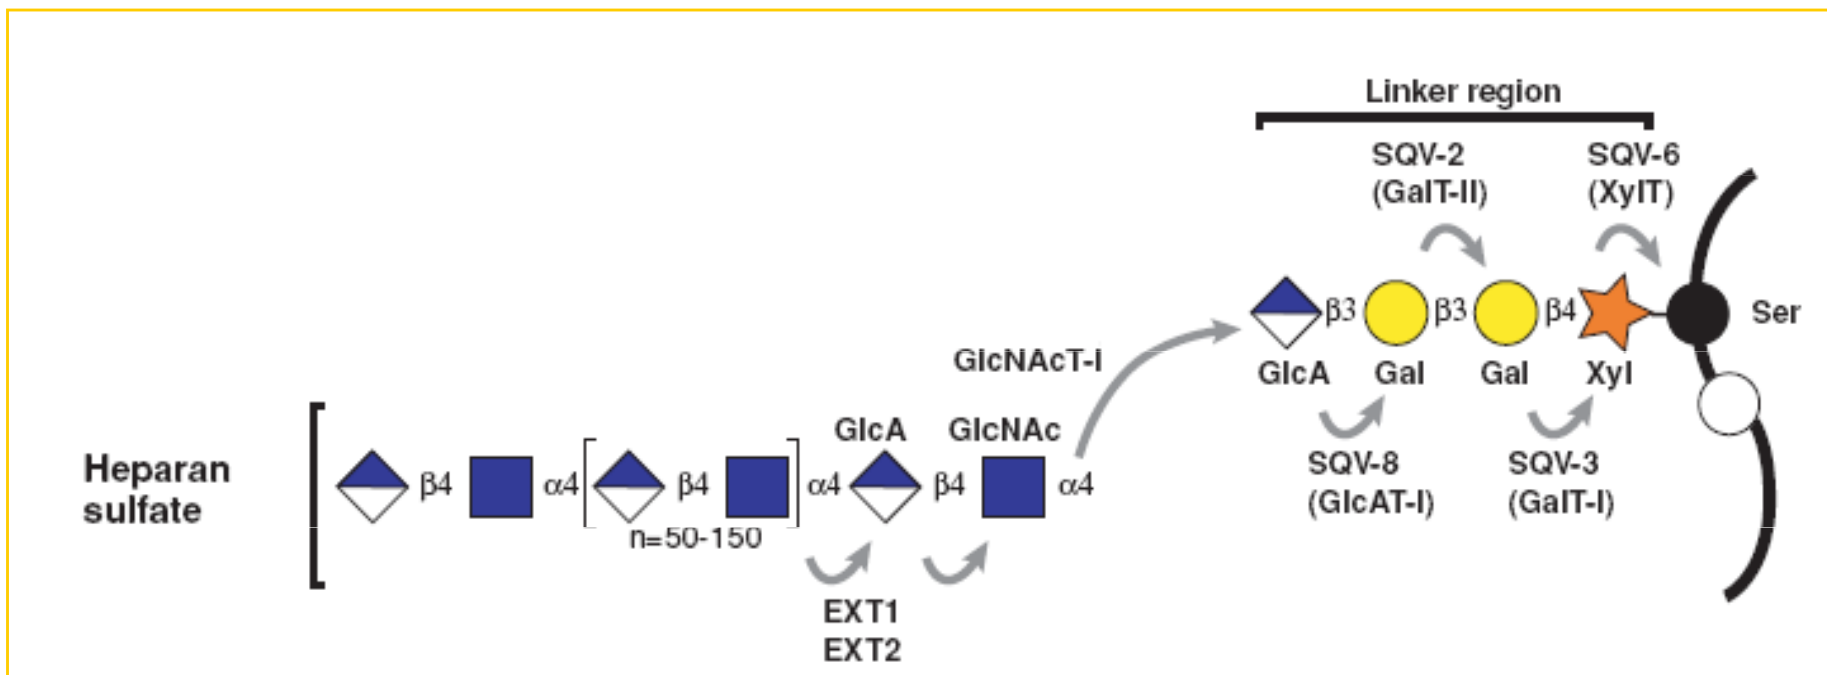 Linker region
SQV-2
(GalT-II)
SQV-6
(XylT)
β3
β3
β4
Ser
GlcA
Gal
Gal
Xyl
GlcNAcT-I
SQV-8
(GlcAT-I)
SQV-3
(GalT-I)
Heparan
sulfate
GlcA
GlcNAc
β4
α4
β4
α4
β4
α4
n=50-150
EXT1
EXT2